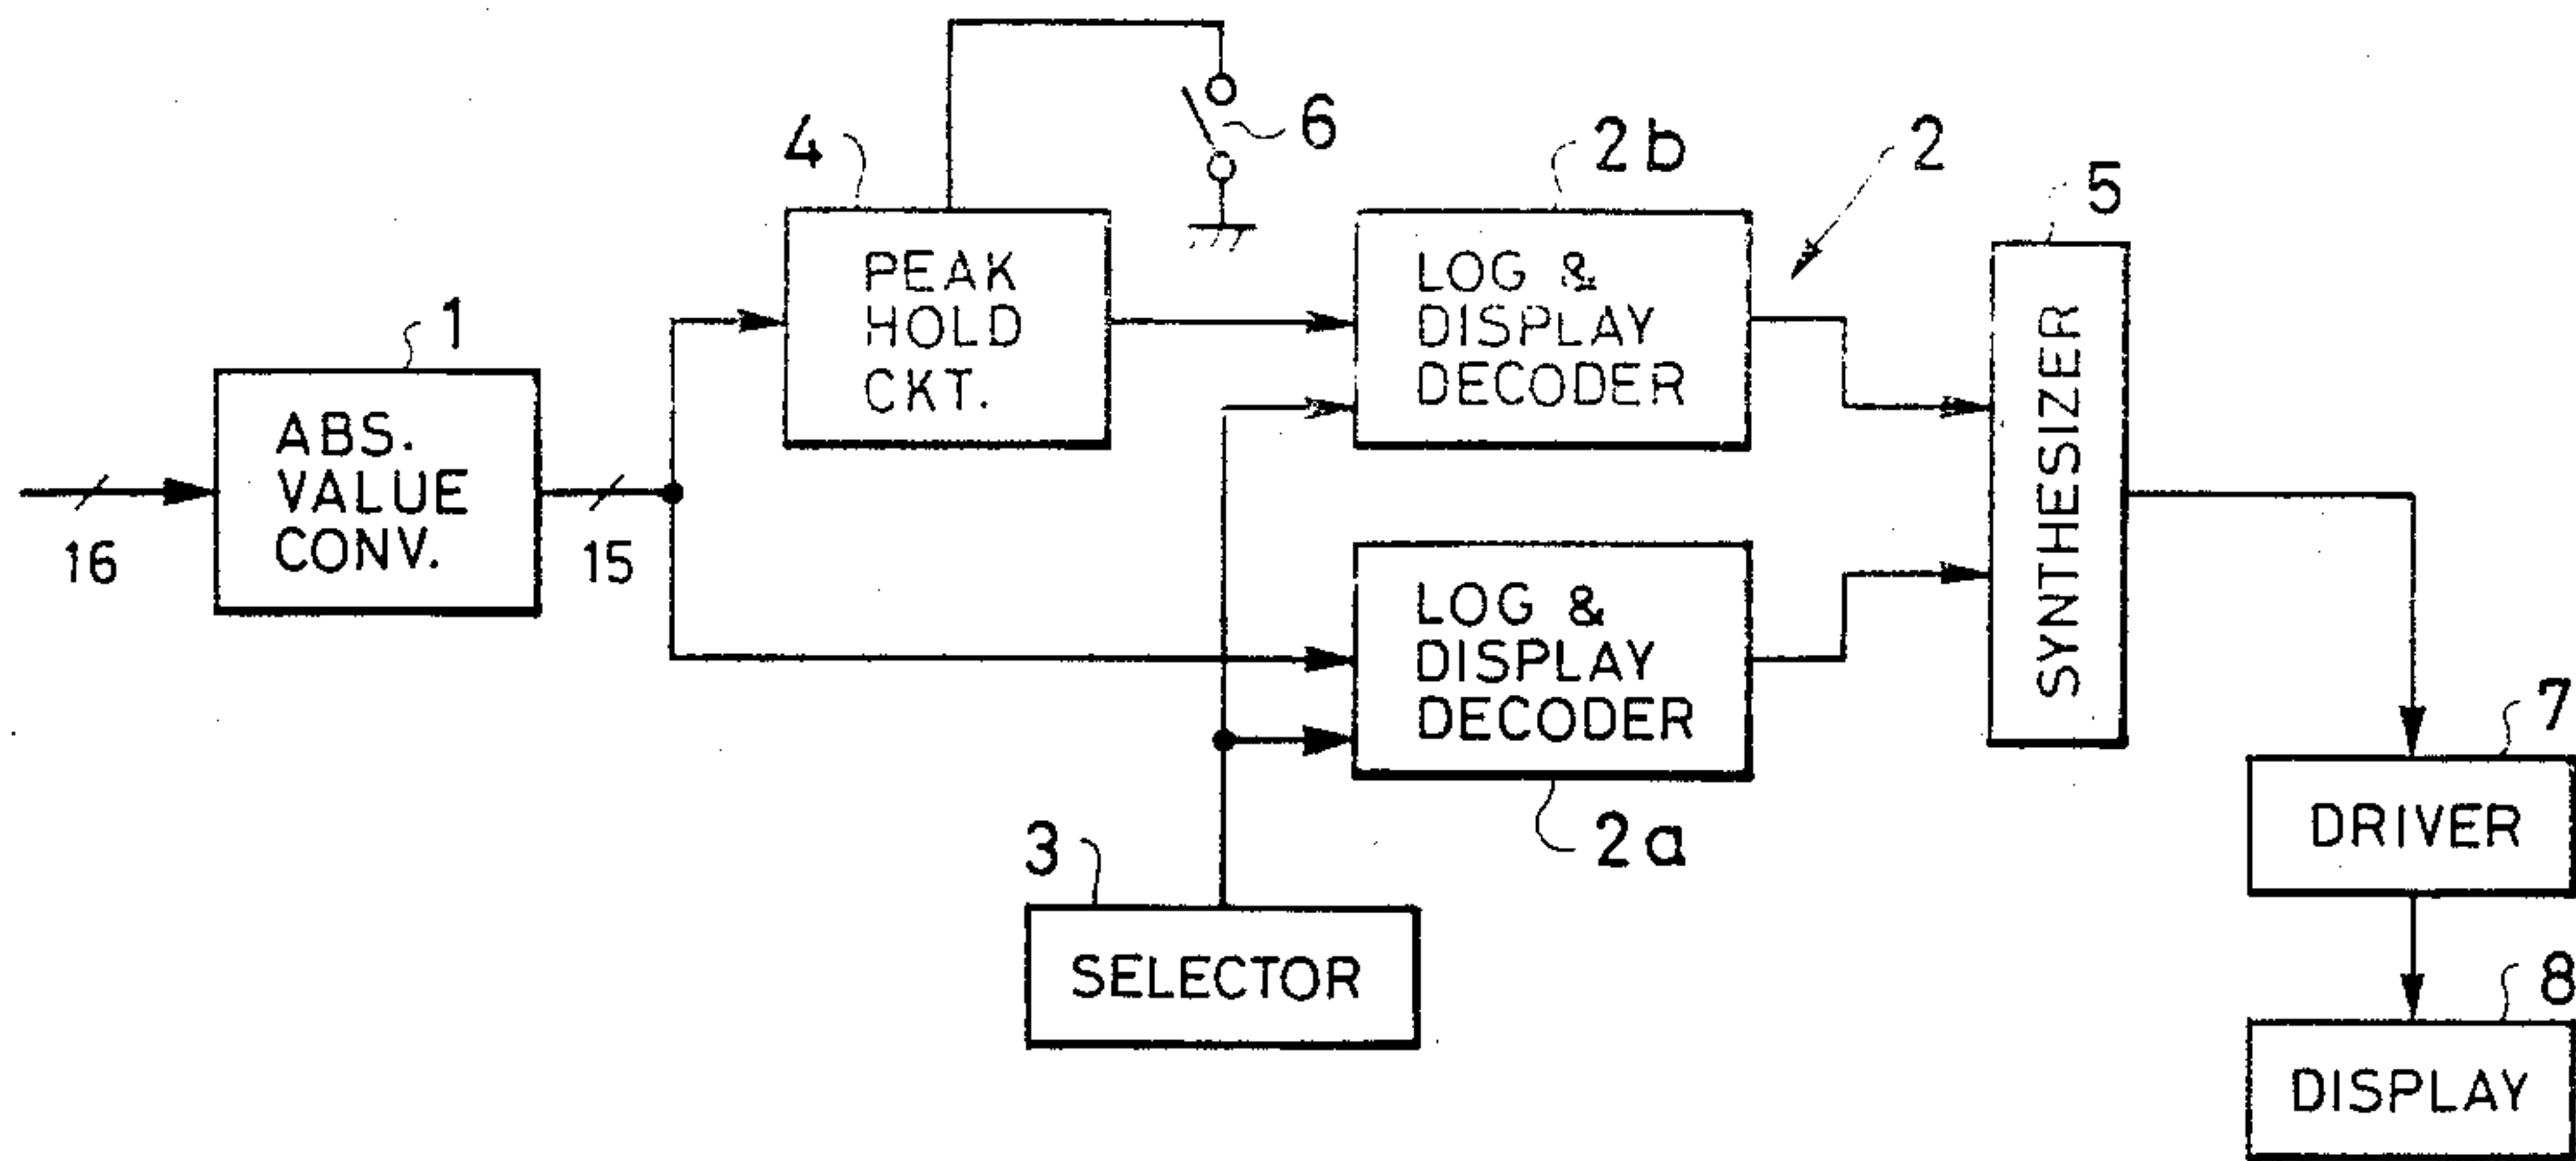 1
ABS.
VALUE
CONV.
16
15
4
PEAK
HOLD
CKT.
6
2b
LOG &
DISPLAY
DECODER
2
LOG &
DISPLAY
DECODER
2a
3
SELECTOR
5
SYNTHESIZER
7
DRIVER
8
DISPLAY